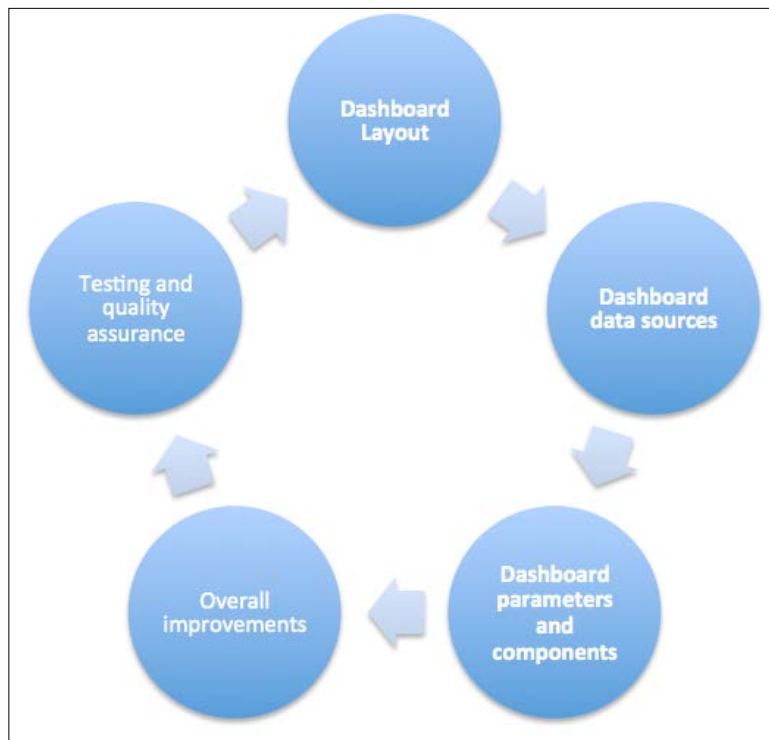 Dashboard
Layout
Dashboard
data sources
Dashboard
parameters
and
components
Overall
improvements
Testing and
quality
assurance